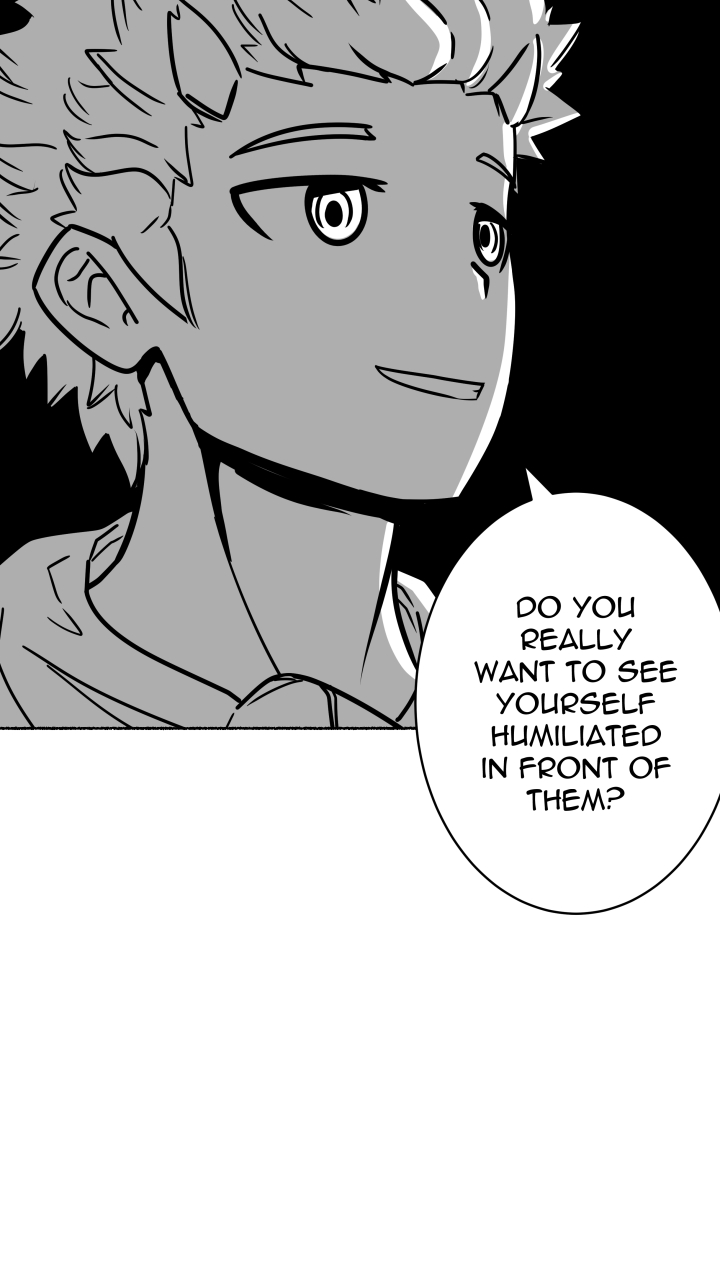 DO YOU
REALLY
WANT TO SEE
YOURSELF
HUMILIATED
IN FRONT OF
THEM?